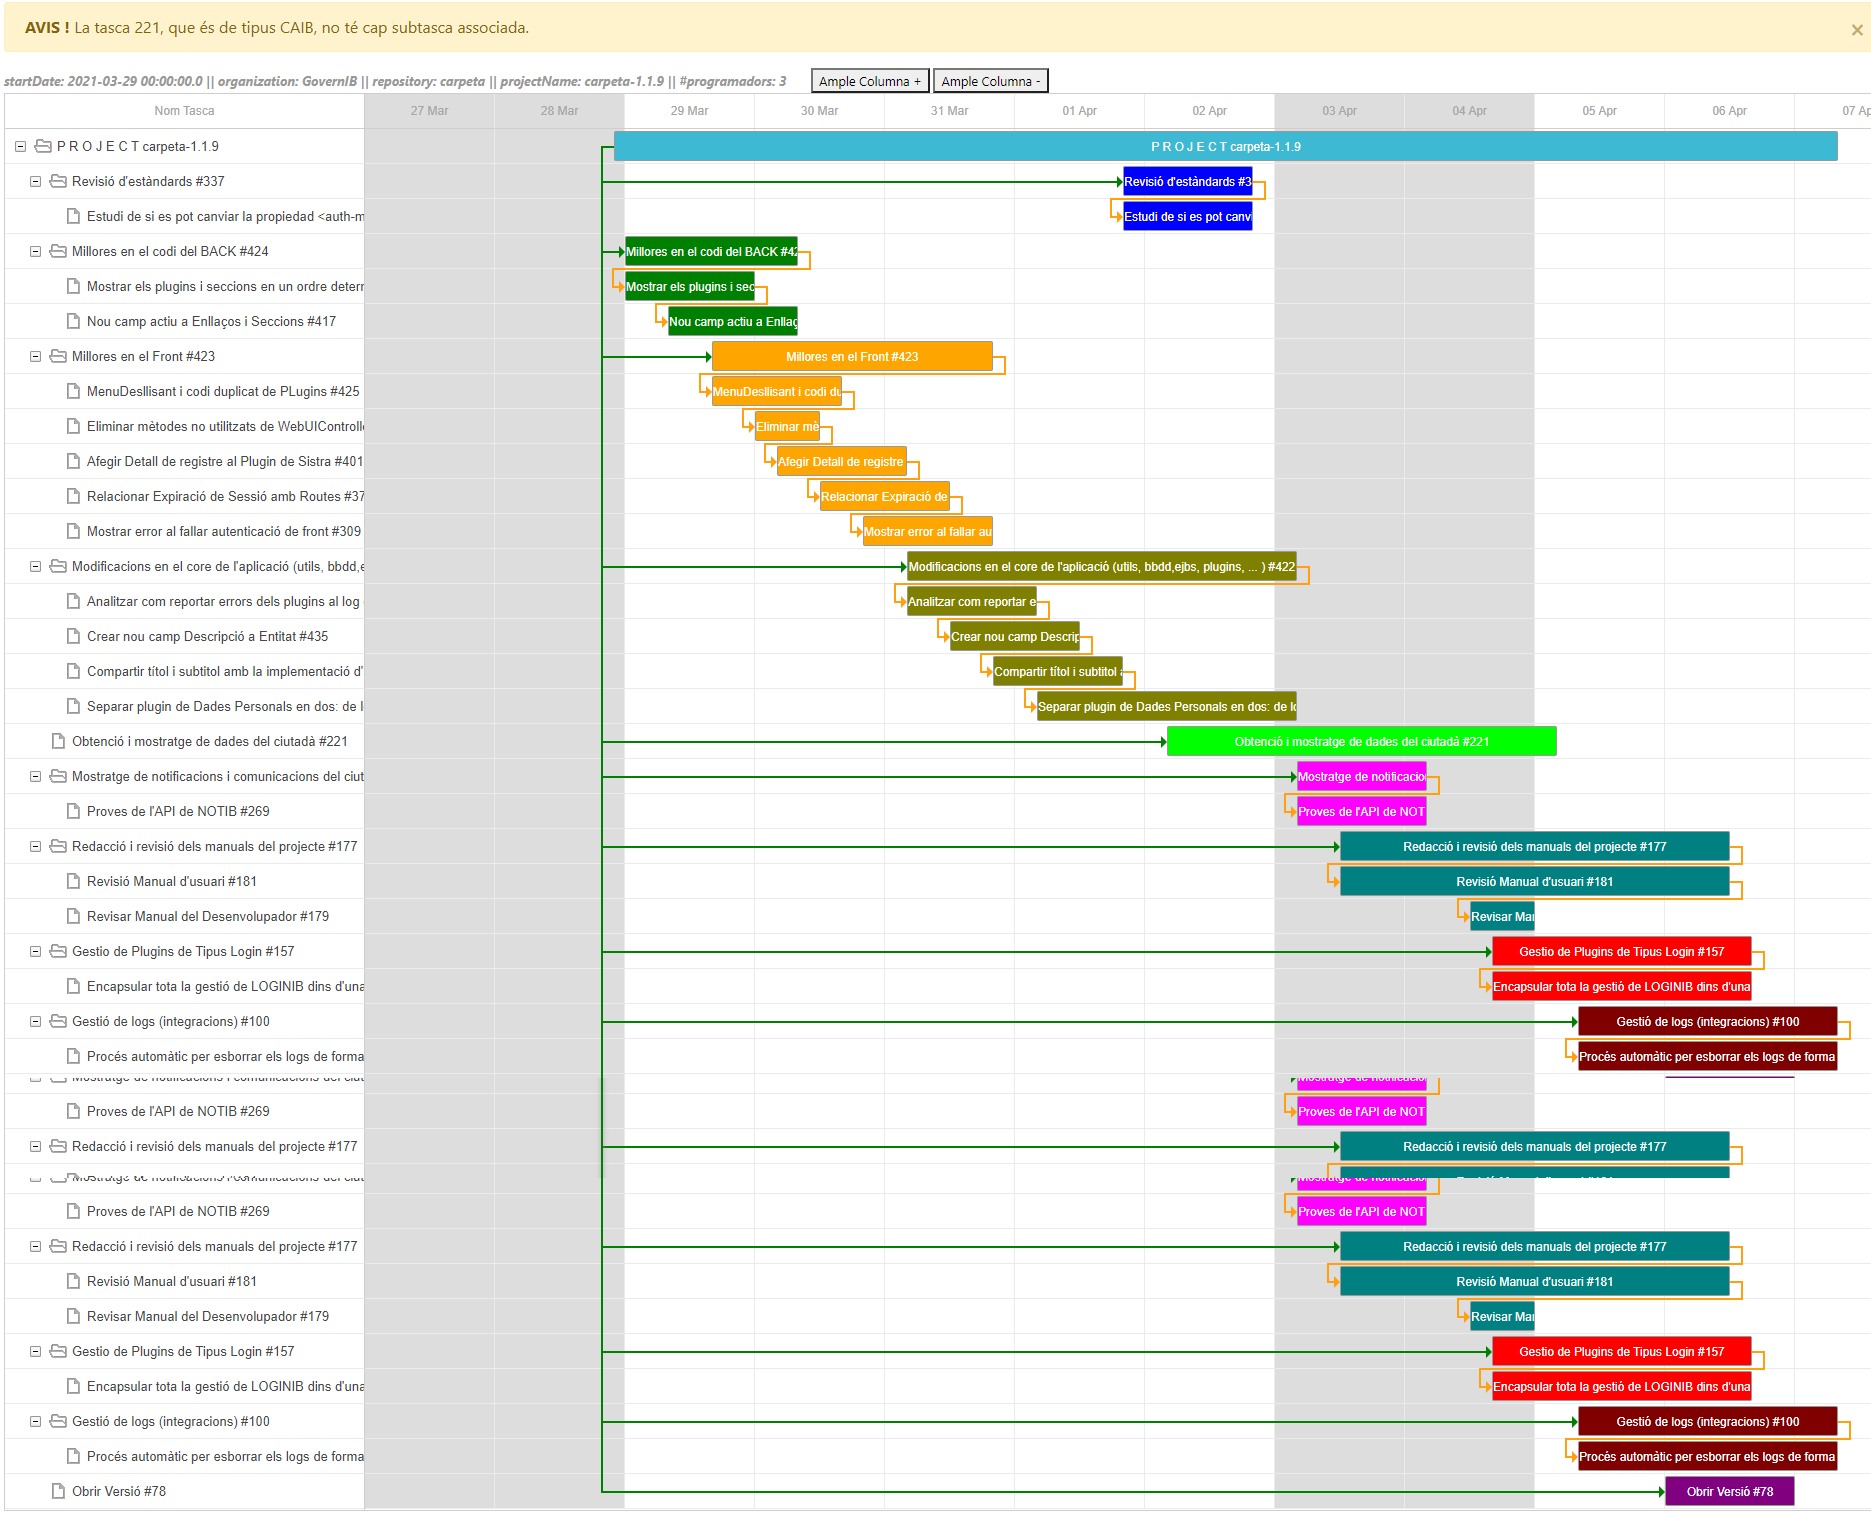 AVIS ! La tasca 221, que és de tipus CAIB, no té cap subtasca associada.
×
startDate: 2021-03-29 00:00:00.0 || organization: GovernIB || repository: carpeta || projectName: carpeta-1.1.9 || #programadors: 3 Ample Columna + Ample Columna -
Nom Tasca 27 Mar 28 Mar 29 Mar 30 Mar 31 Mar 01 Apr 02 Apr 03 Apr 04 Apr 05 Apr 06 Apr 07 Ap
P R O J E C T carpeta-1.1.9 P R O J E C T carpeta-1.1.9
Revisió d'estàndards #337 Revisió d'estàndards #3
Estudi de si es pot canviar la propiedad <auth-m Estudi de si es pot canvi
Millores en el codi del BACK #424 Millores en el codi del BACK #42
Mostrar els plugins i seccions en un ordre deterr Mostrar els plugins i sec
Nou camp actiu a Enllaços i Seccions #417 Nou camp actiu a Enllaç
Millores en el Front #423 Millores en el Front #423
MenuDesllisant i codi duplicat de PLugins #425 MenuDesllisant i codi du
Eliminar mètodes no utilitzats de WebUIControlle Eliminar mè
Afegir Detall de registre al Plugin de Sistra #401 Afegir Detall de registre
Relacionar Expiració de Sessió amb Routes #37 Relacionar Expiració de
Mostrar error al fallar autenticació de front #309 Mostrar error al fallar au
Modificacions en el core de l'aplicació (utils, bbdd,e Modificacions en el core de l'aplicació (utils, bbdd,ejbs, plugins, ... ) #422
Analitzar com reportar errors dels plugins al log Analitzar com reportar e
Crear nou camp Descripció a Entitat #435 Crear nou camp Descrip
Compartir títol i subtitol amb la implementació d' Compartir títol i subtitol a
Separar plugin de Dades Personals en dos: de l Separar plugin de Dades Personals en dos: de lo
Obtenció i mostratge de dades del ciutadà #221 Obtenció i mostratge de dades del ciutadà #221
Mostratge de notificacions i comunicacions del ciut Mostratge de notificacio
Proves de l'API de NOTIB #269 Proves de l'API de NOT
Redacció i revisió dels manuals del projecte #177 Redacció i revisió dels manuals del projecte #177
Revisió Manual d'usuari #181 Revisió Manual d'usuari #181
Revisar Manual del Desenvolupador #179 Revisar Mar
Gestio de Plugins de Tipus Login #157 Gestio de Plugins de Tipus Login #157
Encapsular tota la gestió de LOGINIB dins d'una Encapsular tota la gestió de LOGINIB dins d'una
Gestió de logs (integracions) #100 Gestió de logs (integracions) #100
Procés automàtic per esborrar els logs de forma Procés automàtic per esborrar els logs de forma
Mostratge de notificacions i comunicacions del ciut Mostratge de notificacio
Proves de l'API de NOTIB #269 Proves de l'API de NOT
Redacció i revisió dels manuals del projecte #177 Redacció i revisió dels manuals del projecte #177
Mostratge de notificacions i comunicacions del ciut Mostratge de notificacio
Proves de l'API de NOTIB #269 Proves de l'API de NOT
Redacció i revisió dels manuals del projecte #177 Redacció i revisió dels manuals del projecte #177
Revisió Manual d'usuari #181 Revisió Manual d'usuari #181
Revisar Manual del Desenvolupador #179 Revisar Mar
Gestio de Plugins de Tipus Login #157 Gestio de Plugins de Tipus Login #157
Encapsular tota la gestió de LOGINIB dins d'una Encapsular tota la gestió de LOGINIB dins d'una
Gestió de logs (integracions) #100 Gestió de logs (integracions) #100
Procés automàtic per esborrar els logs de forma Procés automàtic per esborrar els logs de forma
Obrir Versió #78 Obrir Versió #78